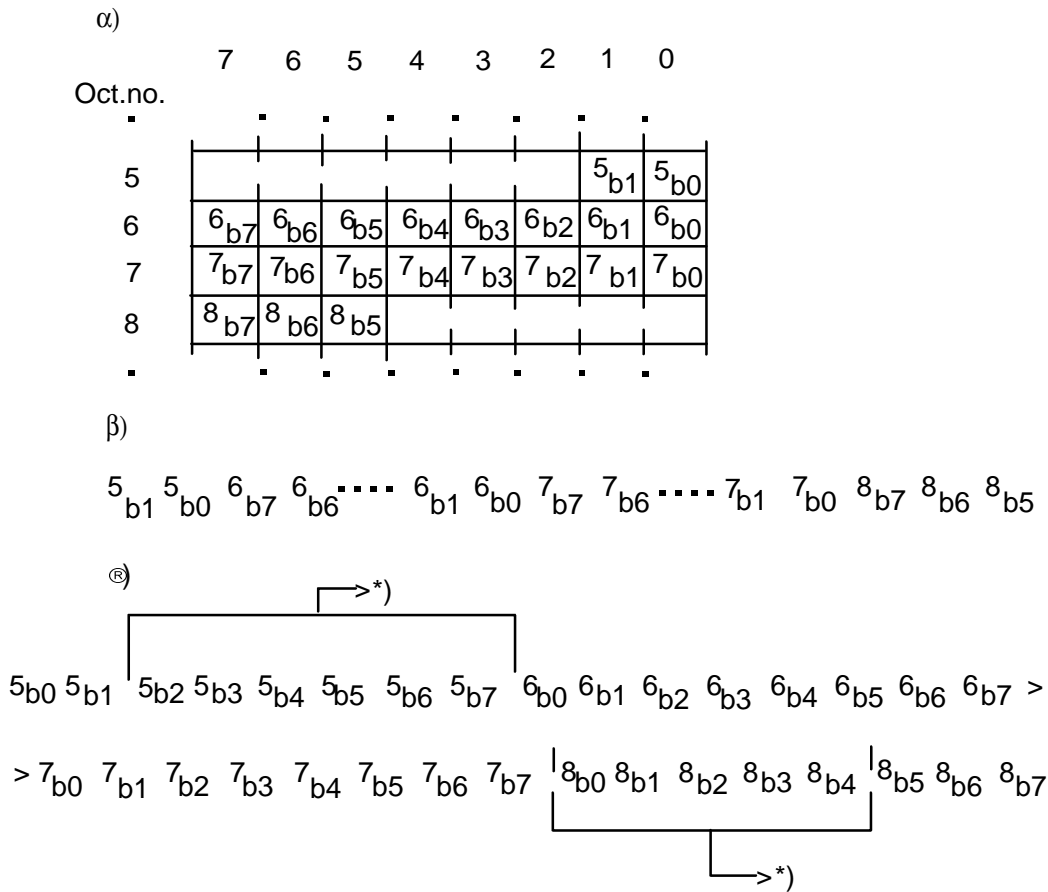 α)
7 6 5 4 3 2 1 0
Oct.no.
5 5b1 5b0
6 6b7 6b6 6b5 6b4 6b3 6b2 6b1 6b0
7 7b7 7b6 7b5 7b4 7b3 7b2 7b1 7b0
8 8b7 8b6 8b5
β)
5b1 5b0 6b7 6b6 .... 6b1 6b0 7b7 7b6 .... 7b1 7b0 8b7 8b6 8b5
®)
>*)
5b0 5b1 5b2 5b3 5b4 5b5 5b6 5b7 6b0 6b1 6b2 6b3 6b4 6b5 6b6 6b7 >
> 7b0 7b1 7b2 7b3 7b4 7b5 7b6 7b7 8b0 8b1 8b2 8b3 8b4 8b5 8b6 8b7
>*)